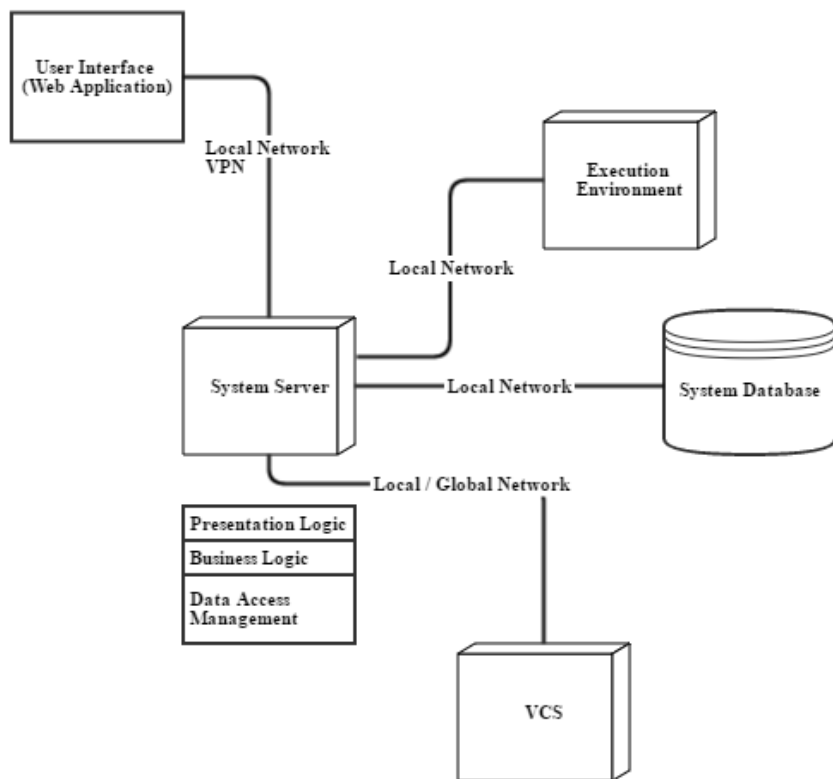 User Interface
(Web Application)
Local Network
VPN
Execution
Environment
Local Network
System Server
Local Network
System Database
Local / Global Network
Presentation Logic
Business Logic
Data Access
Management
VCS